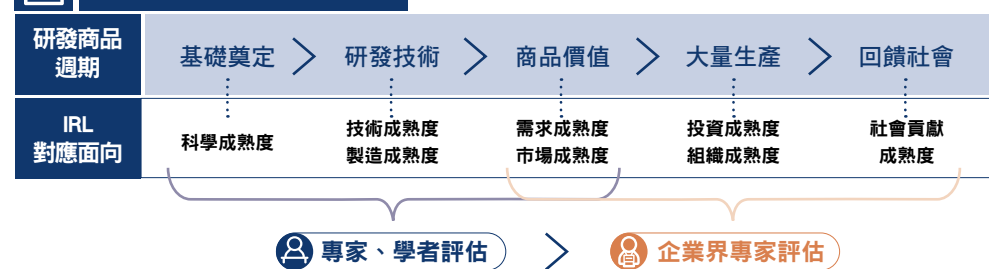 研發商品
週期
基礎奠定
研發技術
商品價值
大量生產
回饋社會
IRL
對應面向
科學成熟度
技術成熟度
製造成熟度
需求成熟度
市場成熟度
投資成熟度
組織成熟度
社會貢獻
成熟度
專家、學者評估
企業界專家評估